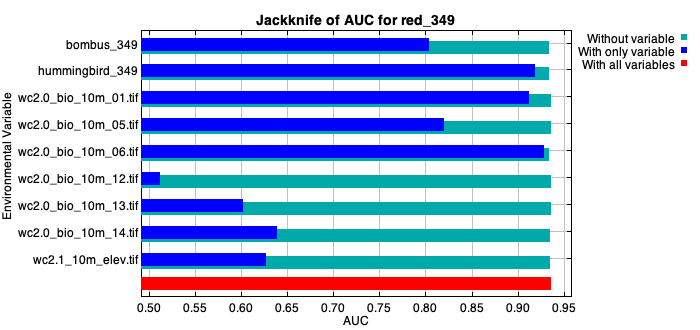 Jackknife of AUC for red_349
Without variable
With only variable
With all variables
Environmental Variable
bombus_349
hummingbird_349
wc2.0_bio_10m_01.tif
wc2.0_bio_10m_05.tif
wc2.0_bio_10m_06.tif
wc2.0_bio_10m_12.tif
wc2.0_bio_10m_13.tif
wc2.0_bio_10m_14.tif
wc2.1_10m_elev.tif
0.50 0.55 0.60 0.65 0.70 0.75 0.80 0.85 0.90 0.95
AUC